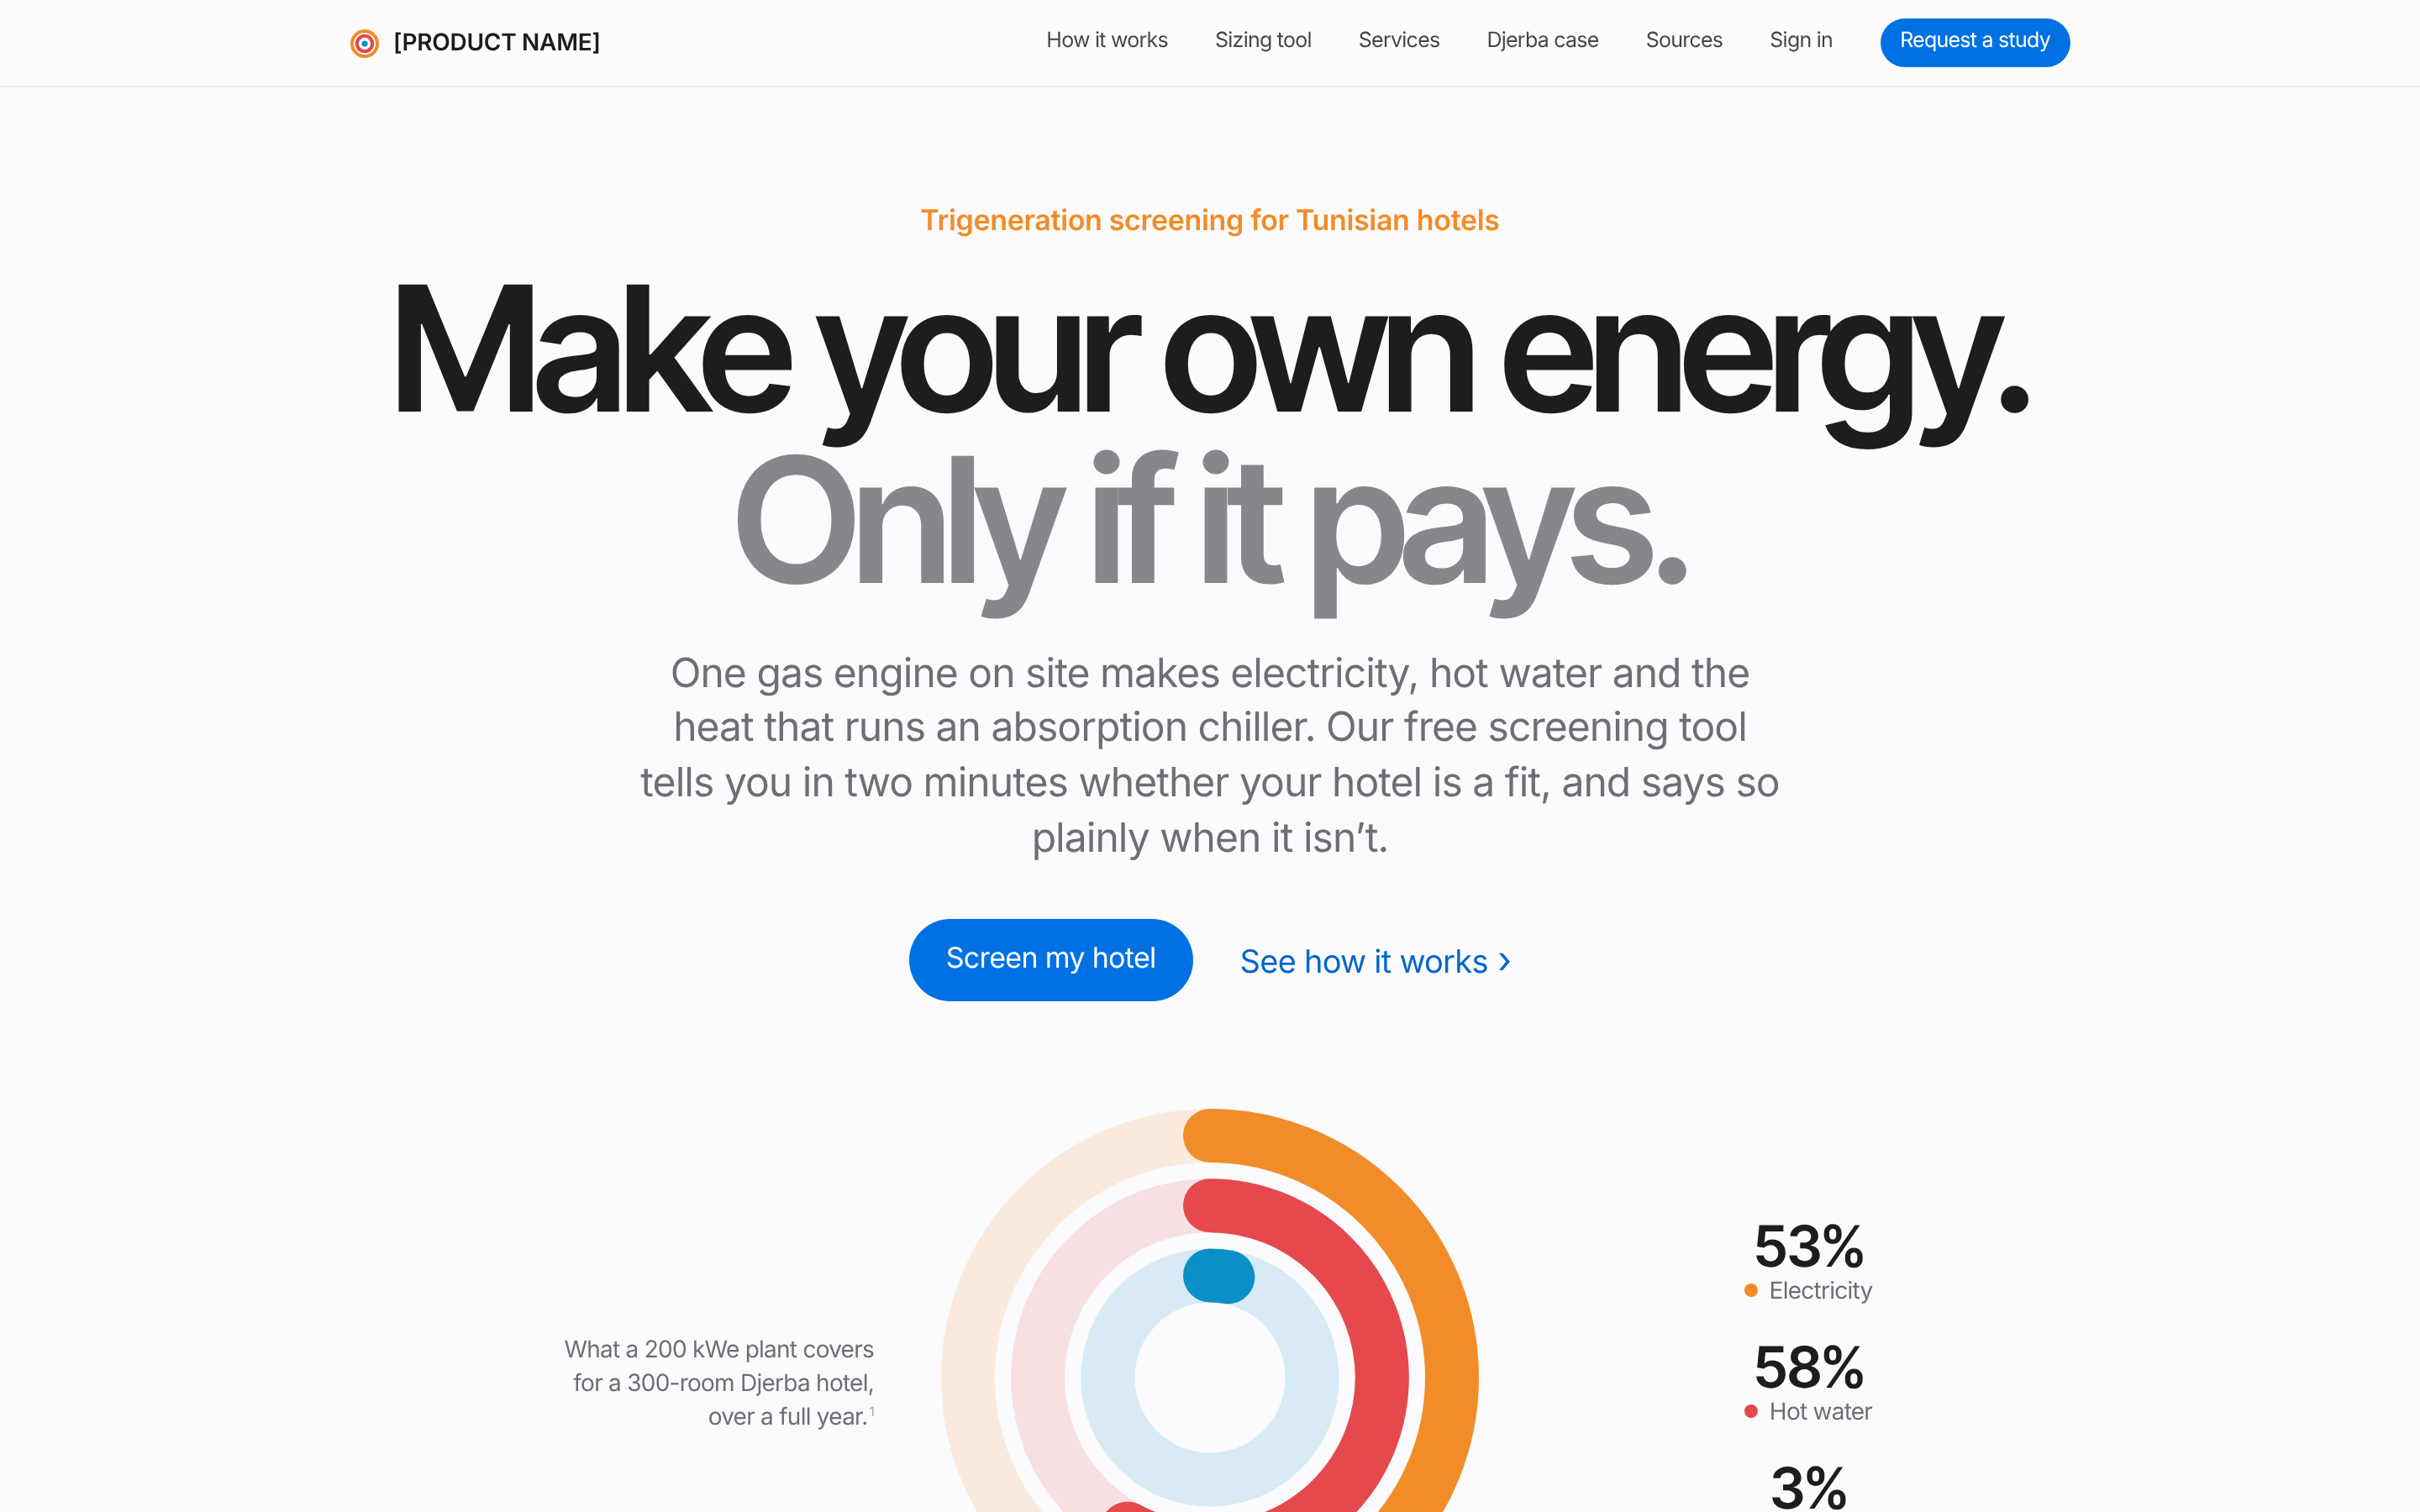 [PRODUCT NAME]
How it works
Sizing tool
Services
Djerba case
Sources
Sign in
Request a study
Trigeneration screening for Tunisian hotels
Make your own energy.
Only if it pays.
One gas engine on site makes electricity, hot water and the
heat that runs an absorption chiller. Our free screening tool
tells you in two minutes whether your hotel is a fit, and says so
plainly when it isn’t.
Screen my hotel
See how it works ›
What a 200 kWe plant covers
for a 300-room Djerba hotel,
over a full year.¹
53%
Electricity
58%
Hot water
3%